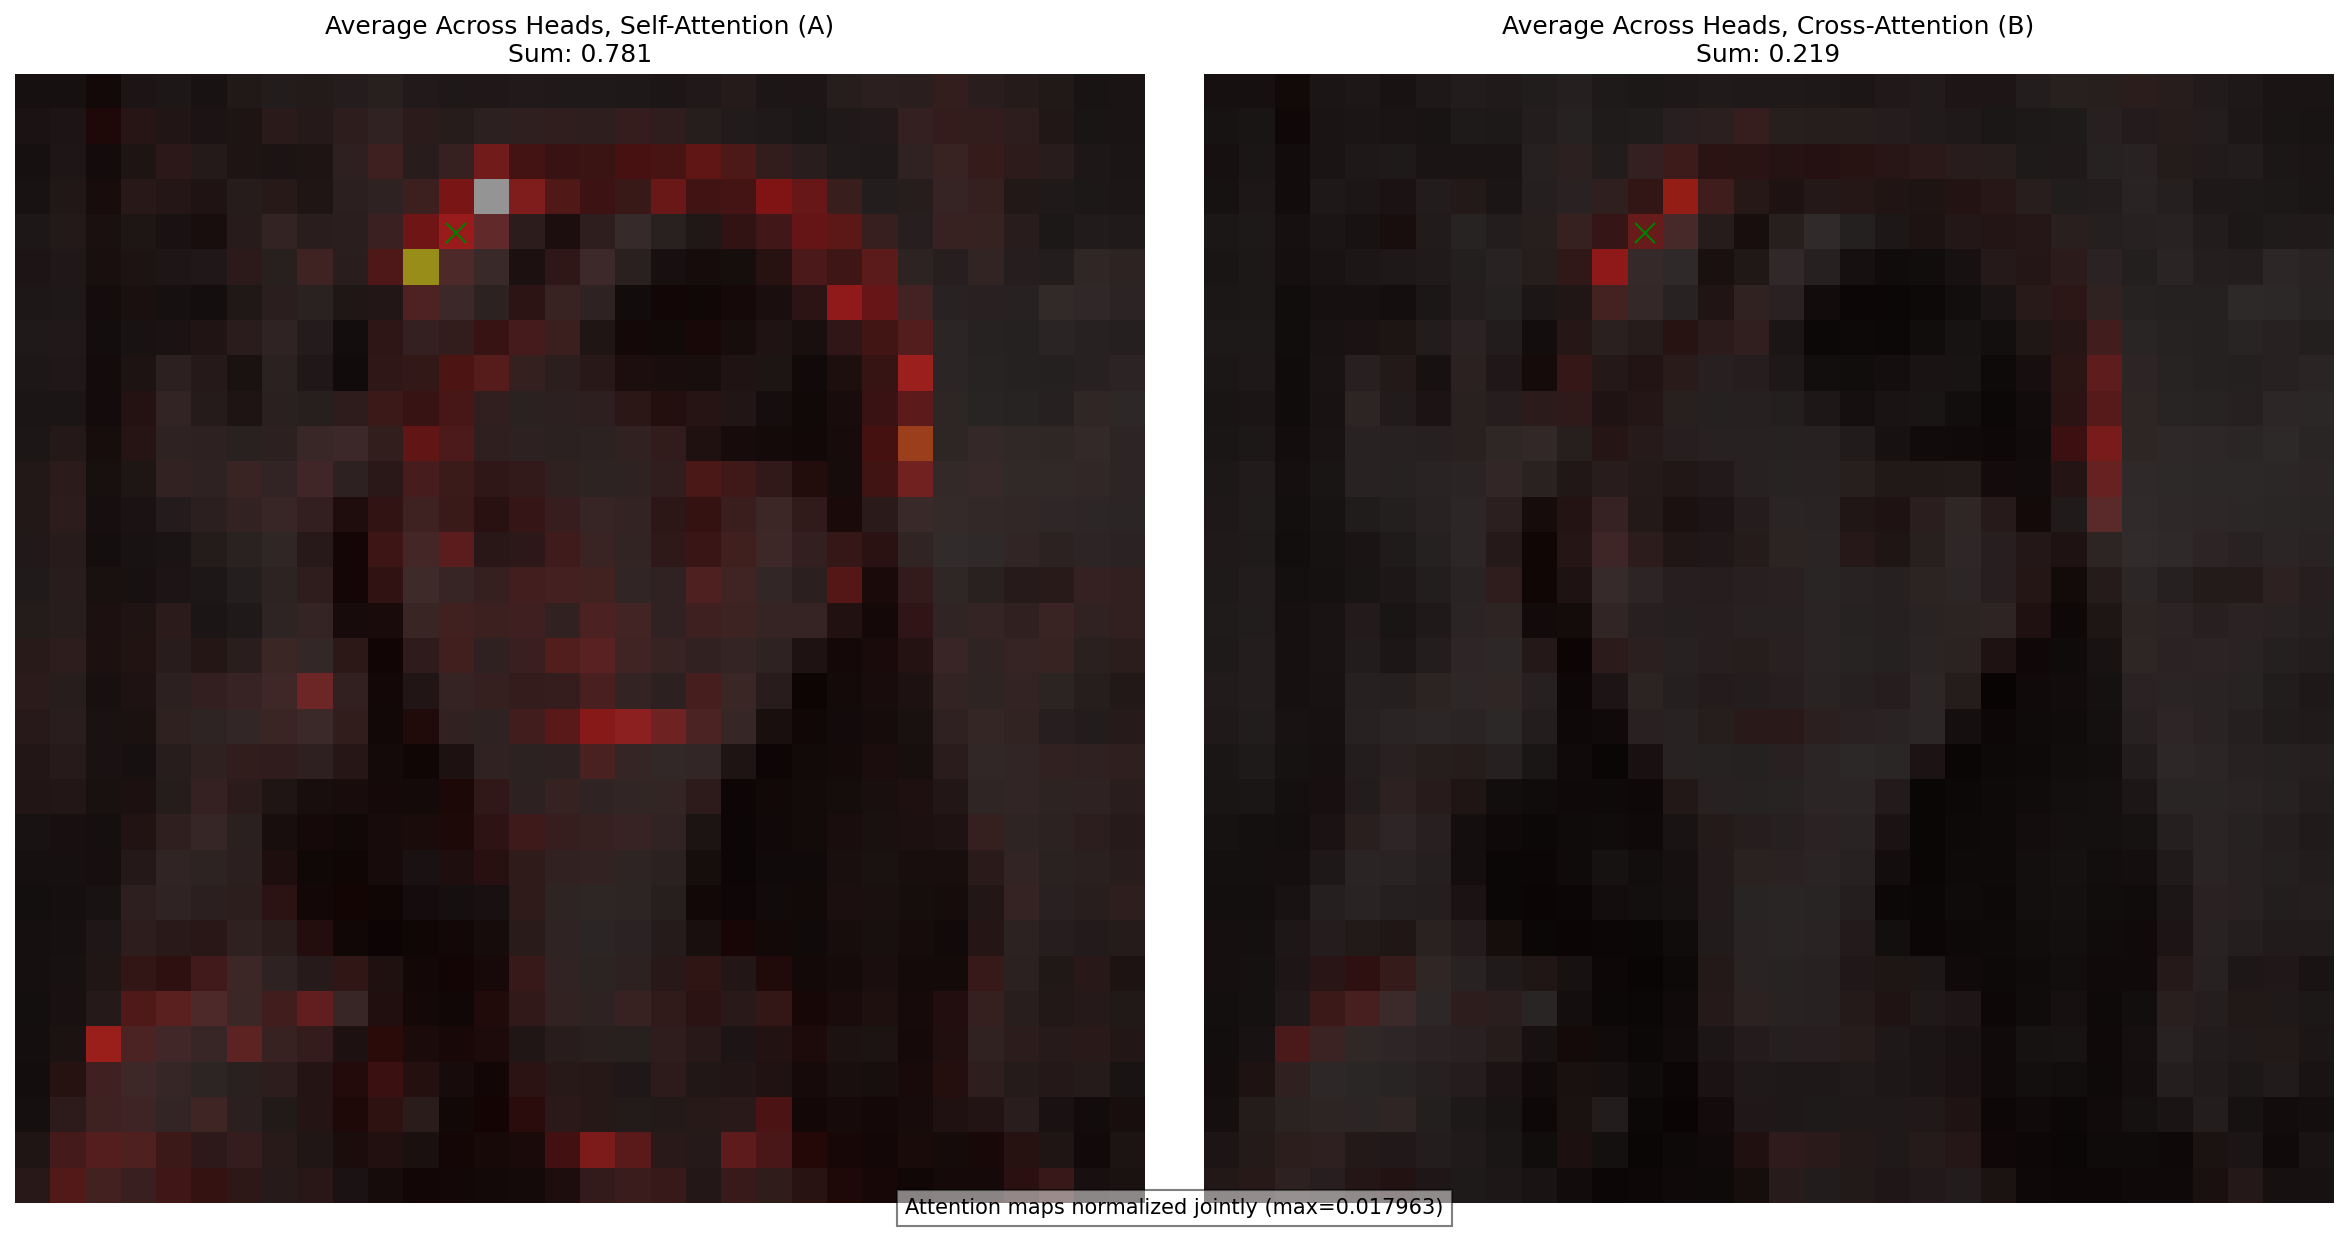 Average Across Heads, Self-Attention (A)
Sum: 0.781
Average Across Heads, Cross-Attention (B)
Sum: 0.219
Attention maps normalized jointly (max=0.017963)